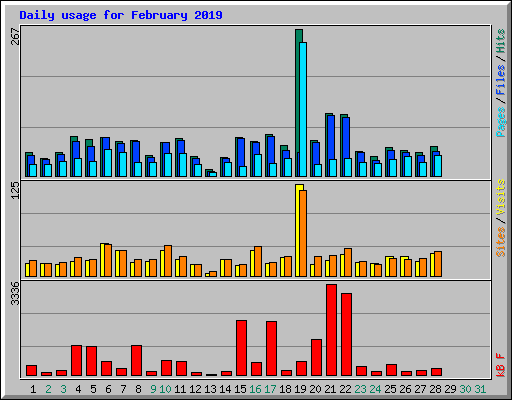 Daily usage for February 2019
267
Pages/Files/Hits
125
Sites/Visits
3336
kB F
1 2 3 4 5 6 7 8 9 10 11 12 13 14 15 16 17 18 19 20 21 22 23 24 25 26 27 28 29 30 31